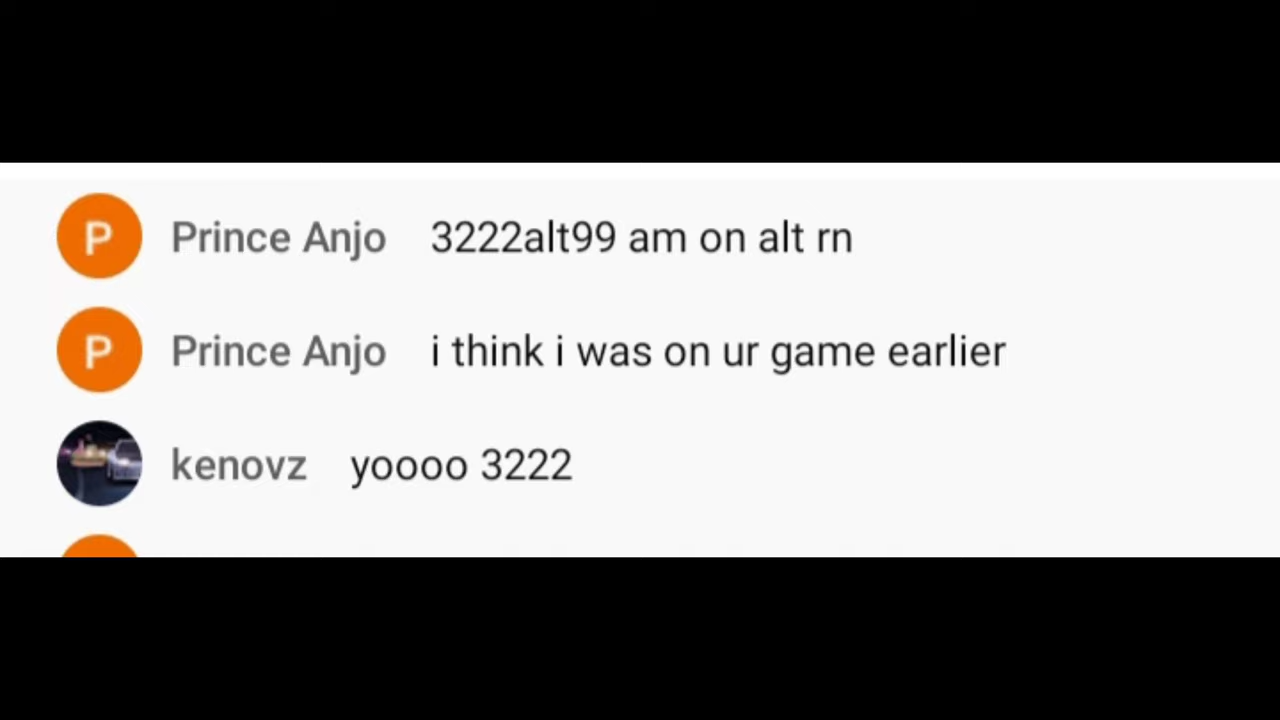 P Prince Anjo 3222alt99 am on alt rn
P Prince Anjo i think i was on ur game earlier
kenovz yoooo 3222